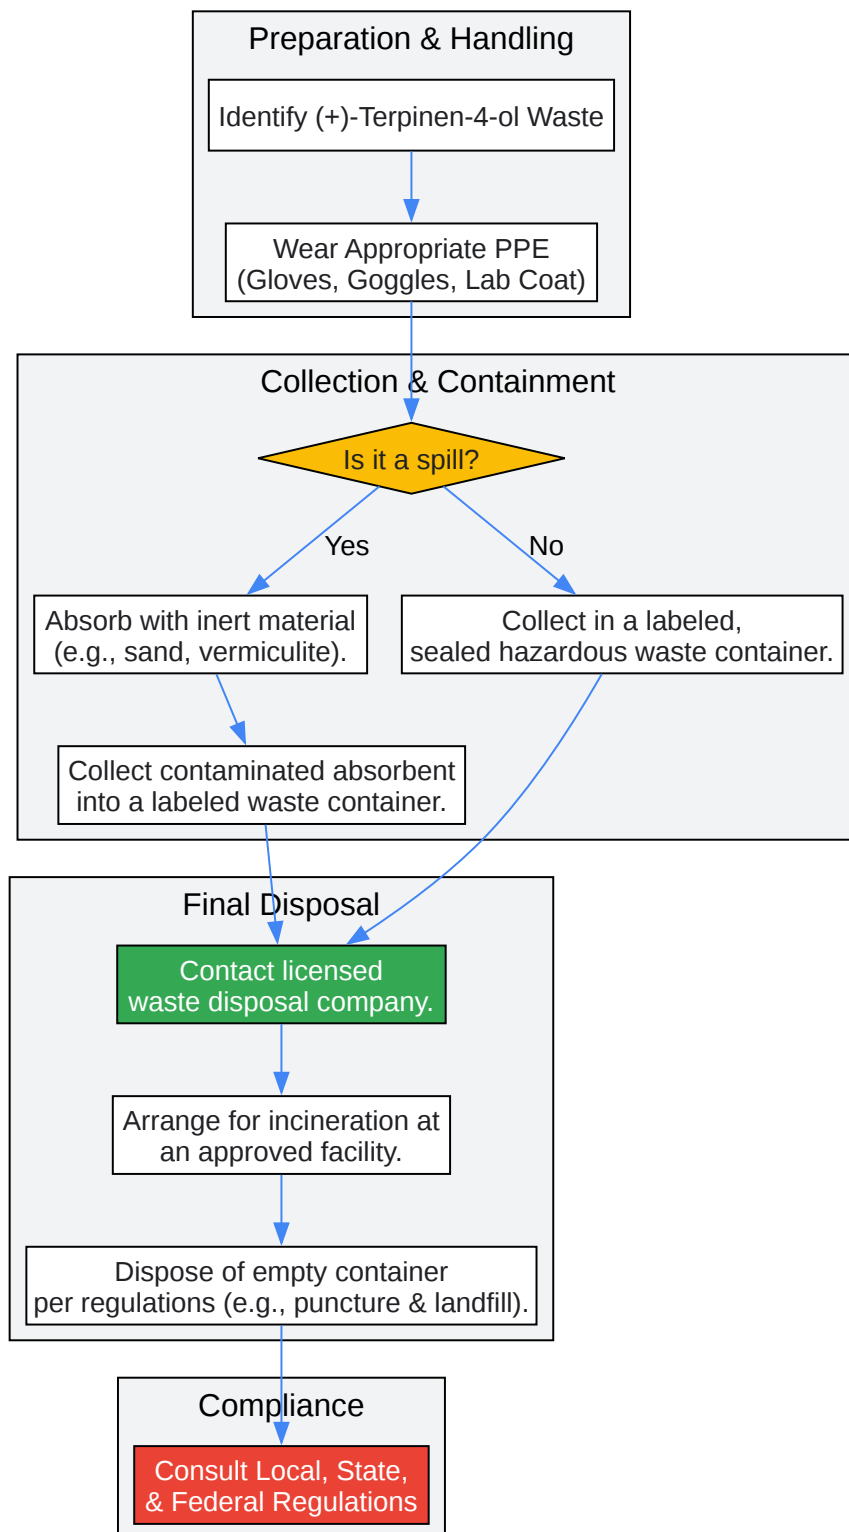 Preparation & Handling
Identify (+)-Terpinen-4-ol Waste
Wear Appropriate PPE
(Gloves, Goggles, Lab Coat)
Collection & Containment
Is it a spill?
Yes
No
Absorb with inert material
(e.g., sand, vermiculite).
Collect in a labeled,
sealed hazardous waste container.
Collect contaminated absorbent
into a labeled waste container.
Final Disposal
Contact licensed
waste disposal company.
Arrange for incineration at
an approved facility.
Dispose of empty container
per regulations (e.g., puncture & landfill).
Compliance
Consult Local, State,
& Federal Regulations